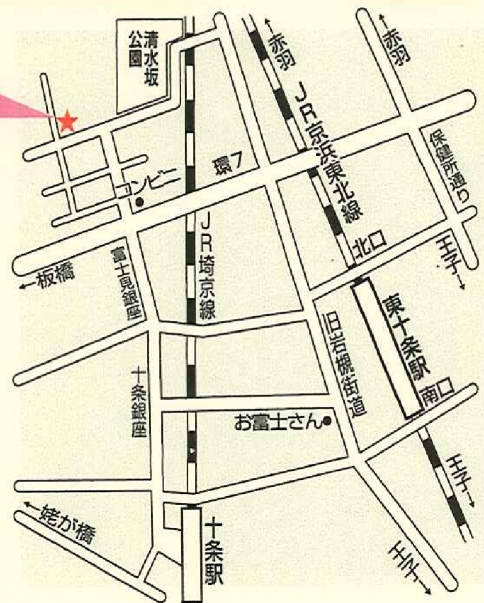 清水坂公園
←赤羽
←赤羽
JR京浜東北線
環7
保健所通り
コンビニ
JR埼京線
北口
王子→
←板橋
富士見銀座
旧岩槻街道
東十条駅
十条銀座
お富士さん
南口
王子→
←姥が橋
十条駅
王子→